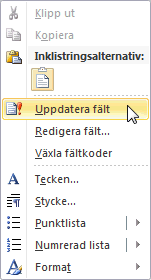 Klipp ut
Kopiera
Inklistringsalternativ:
Uppdatera fält
Redigera fält...
Växla fältkoder
Tecken...
Stycke...
Punktlista
Numrerad lista
Format